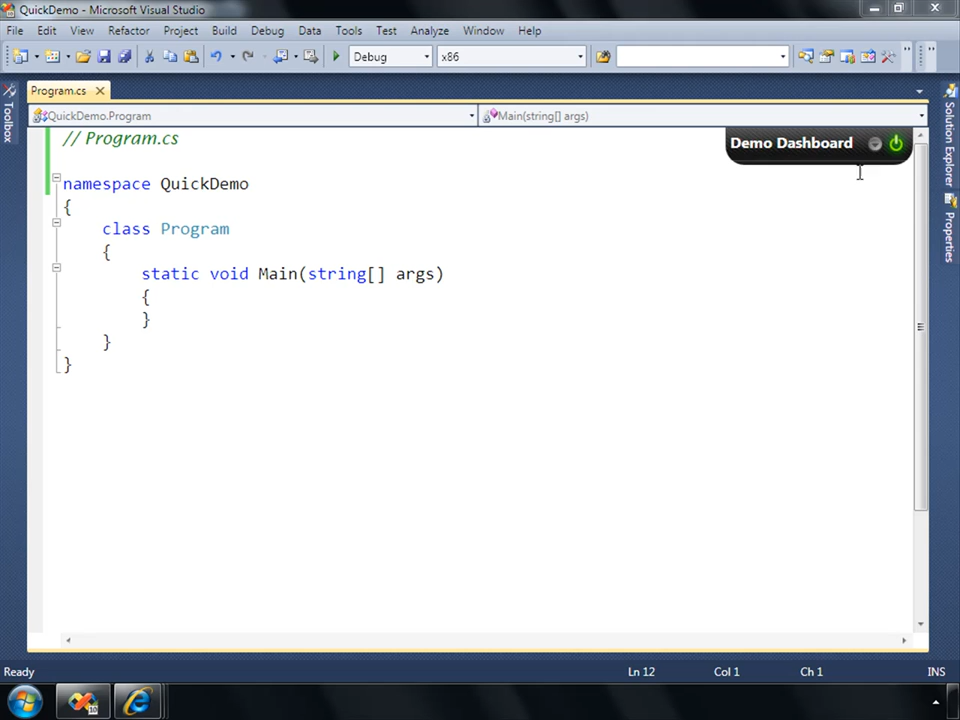 QuickDemo - Microsoft Visual Studio
File Edit View Refactor Project Build Debug Data Tools Test Analyze Window Help
Debug x86
Program.cs
QuickDemo.Program Main(string[] args)
// Program.cs
Demo Dashboard
namespace QuickDemo
{
class Program
{
static void Main(string[] args)
{
}
}
}
Toolbox
Solution Explorer
Properties
Ready Ln 12 Col 1 Ch 1 INS